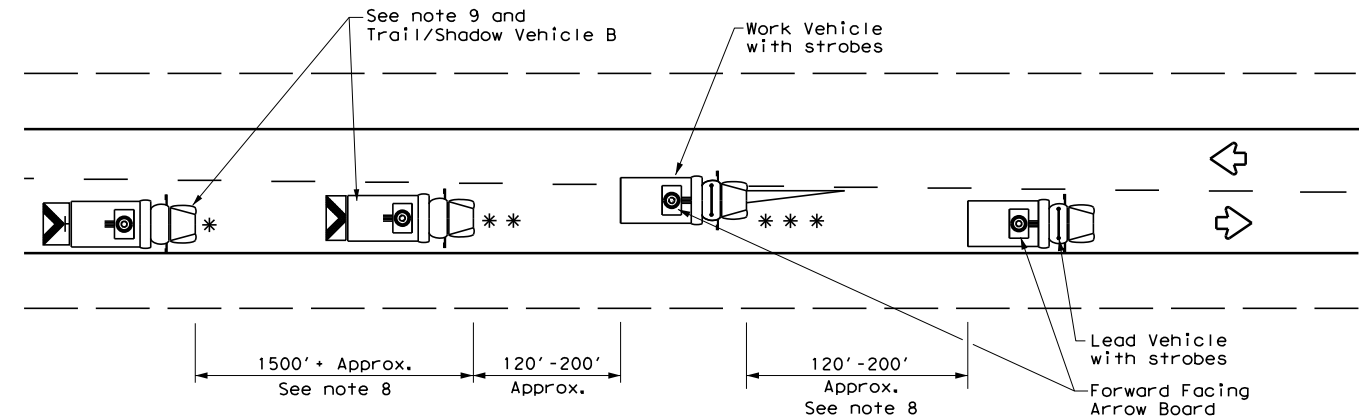 See note 9 and
Trail/Shadow Vehicle B
Work Vehicle
with strobes
*
* *
* * *
1500'+ Approx.
See note 8
120'-200'
Approx.
120'-200'
Approx.
See note 8
Lead Vehicle
with strobes
Forward Facing
Arrow Board